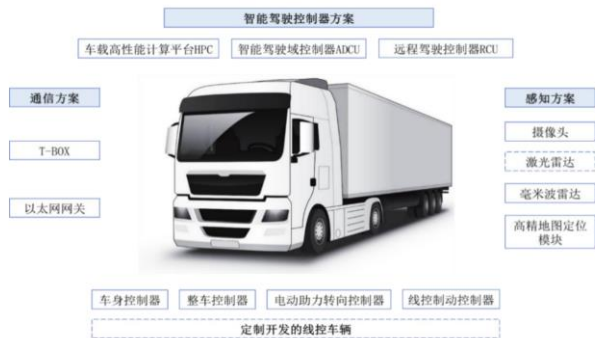 智能驾驶控制器方案
车载高性能计算平台HPC
智能驾驶域控制器ADCU
远程驾驶控制器RCU
通信方案
T-BOX
以太网网关
感知方案
摄像头
激光雷达
毫米波雷达
高精地图定位
模块
车身控制器
整车控制器
电动助力转向控制器
线控制动控制器
定制开发的线控车辆